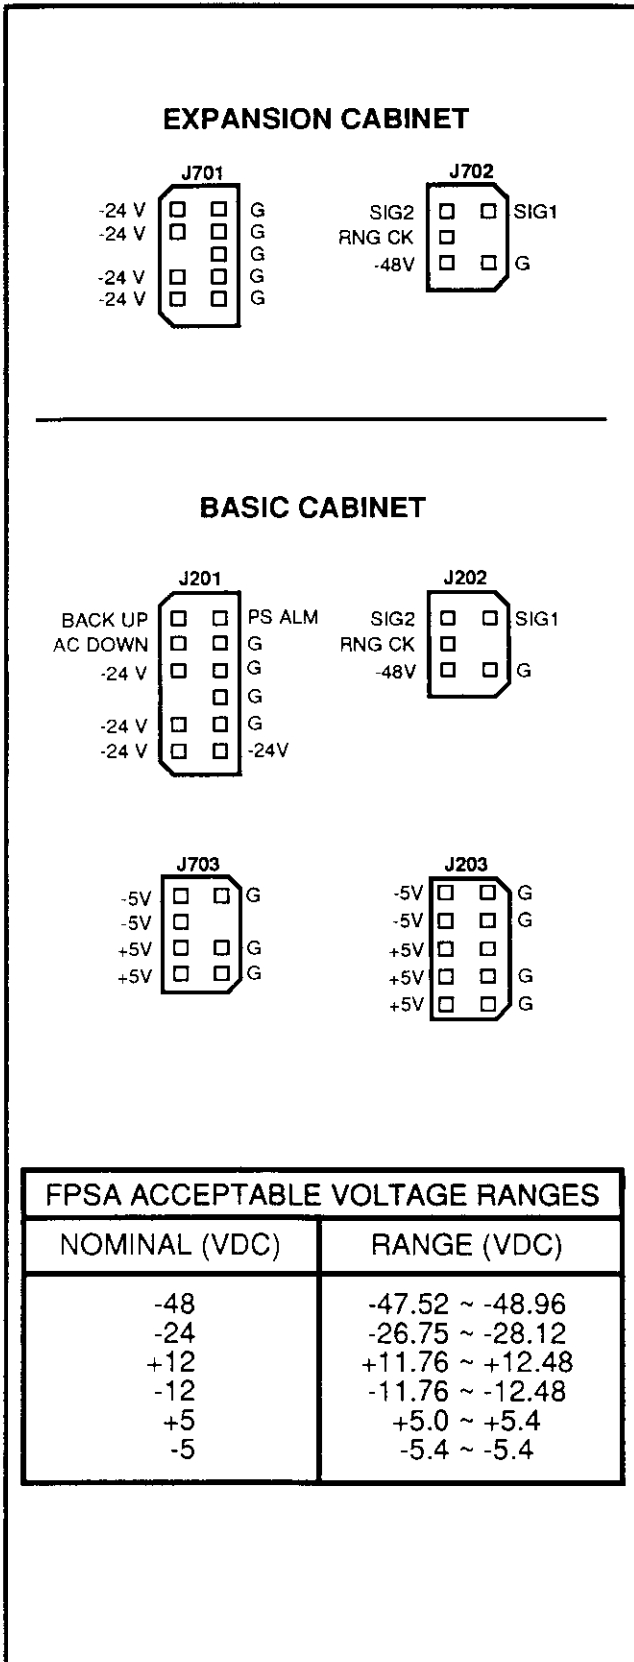 EXPANSION CABINET
J701
-24 V G
-24 V G
G
-24 V G
-24 V G
J702
SIG2 SIG1
RNG CK
-48V G
BASIC CABINET
J201
BACK UP PS ALM
AC DOWN G
-24 V G
G
-24 V G
-24 V -24V
J202
SIG2 SIG1
RNG CK
-48V G
J703
-5V G
-5V
+5V G
+5V G
J203
-5V G
-5V G
+5V
+5V G
+5V G
FPSA ACCEPTABLE VOLTAGE RANGES
NOMINAL (VDC) RANGE (VDC)
-48 -47.52 ~ -48.96
-24 -26.75 ~ -28.12
+12 +11.76 ~ +12.48
-12 -11.76 ~ -12.48
+5 +5.0 ~ +5.4
-5 -5.4 ~ -5.4